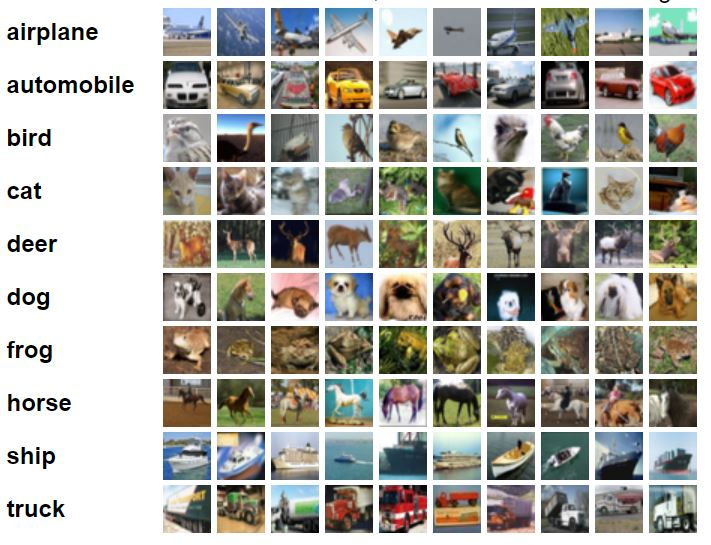 airplane
automobile
bird
cat
deer
dog
frog
horse
ship
truck